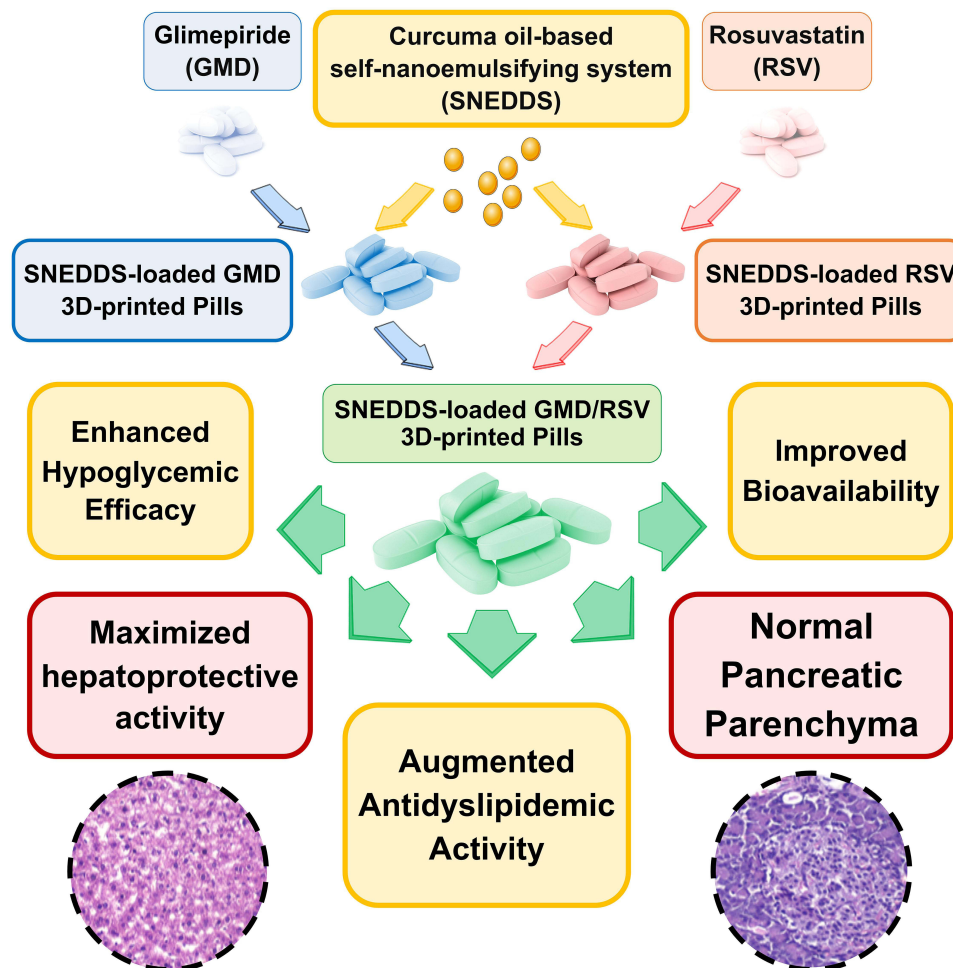 Glimepiride
(GMD)
Curcuma oil-based
self-nanoemulsifying system
(SNEDDS)
Rosuvastatin
(RSV)
SNEDDS-loaded GMD
3D-printed Pills
SNEDDS-loaded RSV
3D-printed Pills
SNEDDS-loaded GMD/RSV
3D-printed Pills
Enhanced
Hypoglycemic
Efficacy
Improved
Bioavailability
Maximized
hepatoprotective
activity
Normal
Pancreatic
Parenchyma
Augmented
Antidyslipidemic
Activity